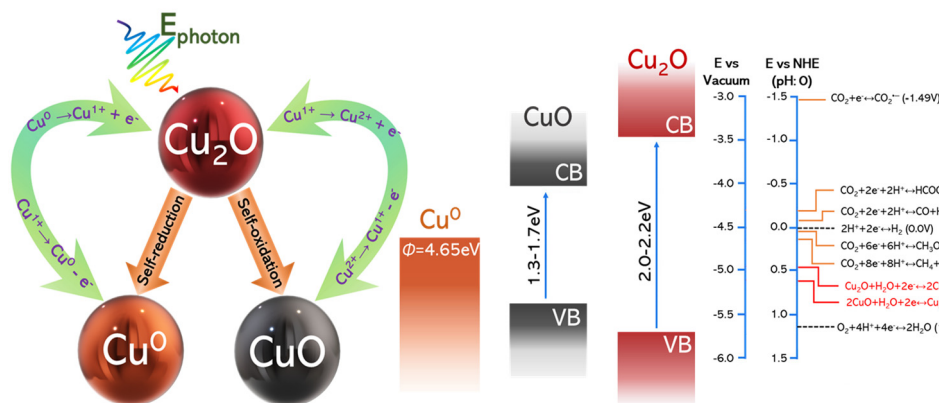 E photon
Cu⁰ →Cu¹⁺ + e⁻
Cu¹⁺ → Cu²⁺ + e⁻
Cu₂O
Cu¹⁺→ Cu⁰ - e⁻
Cu²⁺→ Cu¹⁺- e⁻
Self-reduction
Self-oxidation
Cu⁰
CuO
Cu⁰
Φ=4.65eV
CuO
CB
1.3-1.7eV
VB
Cu₂O
CB
2.0-2.2eV
VB
E vs
Vacuum
-3.0
-3.5
-4.0
-4.5
-5.0
-5.5
-6.0
E vs NHE
(pH: 0)
-1.5
-1.0
-0.5
0.0
0.5
1.0
1.5
CO₂+e⁻↔CO₂•⁻ (-1.49V)
CO₂+2e⁻+2H⁺↔HCOO
CO₂+2e⁻+2H⁺↔CO+H
2H⁺+2e⁻↔H₂ (0.0V)
CO₂+6e⁻+6H⁺↔CH₃O
CO₂+8e⁻+8H⁺↔CH₄+
Cu₂O+H₂O+2e⁻↔2C
2CuO+H₂O+2e↔Cu
O₂+4H⁺+4e⁻↔2H₂O (